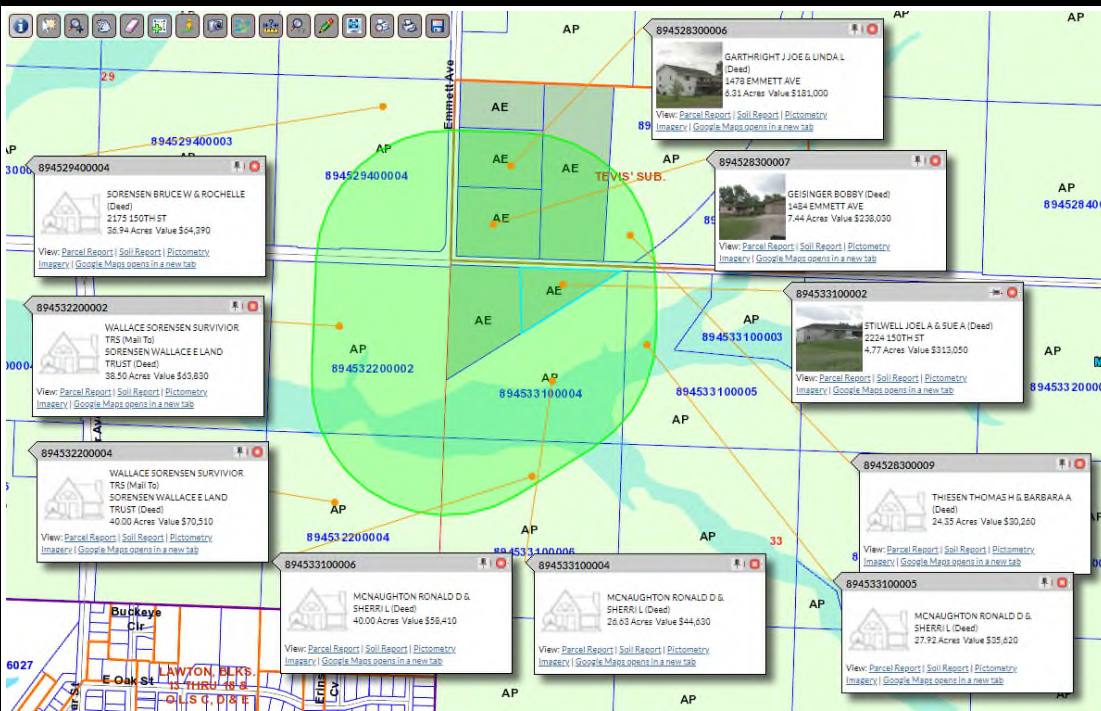 29
Emmett Ave
AP
AP
AP
894529400003
AP
894529400004
AE
AE
AE
AE
TEVIS' SUB.
AP
AP
89452840
894528300006
GARTHRIGHT J JOE & LINDA L
(Deed)
1478 EMMETT AVE
6.31 Acres Value $181,000
View: Parcel Report | Soil Report | Pictometry
Imagery | Google Maps opens in a new tab
894529400004
SORENSEN BRUCE W & ROCHELLE
(Deed)
2175 150TH ST
36.94 Acres Value $64,390
View: Parcel Report | Soil Report | Pictometry
Imagery | Google Maps opens in a new tab
894528300007
GEISINGER BOBBY (Deed)
1484 EMMETT AVE
7.44 Acres Value $238,030
View: Parcel Report | Soil Report | Pictometry
Imagery | Google Maps opens in a new tab
894532200002
WALLACE SORENSEN SURVIVIOR
TRS (Mail To)
SORENSEN WALLACE E LAND
TRUST (Deed)
38.50 Acres Value $63,830
View: Parcel Report | Soil Report | Pictometry
Imagery | Google Maps opens in a new tab
894533100002
STILWELL JOEL A & SUE A (Deed)
2224 150TH ST
4.77 Acres Value $313,050
View: Parcel Report | Soil Report | Pictometry
Imagery | Google Maps opens in a new tab
AE
AE
AP
894532200002
AP
894533100004
AP
894533100003
894533100005
AP
AP
89453320000
894532200004
WALLACE SORENSEN SURVIVIOR
TRS (Mail To)
SORENSEN WALLACE E LAND
TRUST (Deed)
40.00 Acres Value $70,510
View: Parcel Report | Soil Report | Pictometry
Imagery | Google Maps opens in a new tab
894528300009
THIESEN THOMAS H & BARBARA A
(Deed)
24.35 Acres Value $30,260
View: Parcel Report | Soil Report | Pictometry
Imagery | Google Maps opens in a new tab
AP
894532200004
AP
894533100006
AP
33
894533100006
MCNAUGHTON RONALD D &
SHERRI L (Deed)
40.00 Acres Value $58,410
View: Parcel Report | Soil Report | Pictometry
Imagery | Google Maps opens in a new tab
894533100004
MCNAUGHTON RONALD D &
SHERRI L (Deed)
26.63 Acres Value $44,630
View: Parcel Report | Soil Report | Pictometry
Imagery | Google Maps opens in a new tab
894533100005
MCNAUGHTON RONALD D &
SHERRI L (Deed)
27.92 Acres Value $35,620
View: Parcel Report | Soil Report | Pictometry
Imagery | Google Maps opens in a new tab
AP
Buckeye
Cir
6027
E Oak St
LAWTON, BLKS.
13 THRU 18 &
O.L.S C, D & E
AP
AP